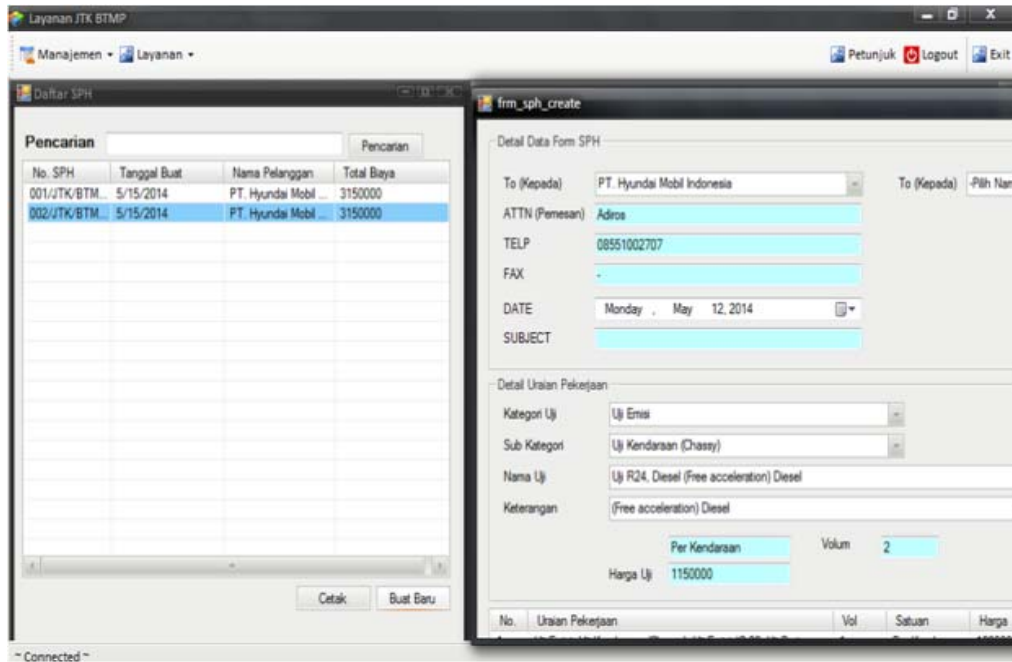 Layanan JTK BTMP
Manajemen Layanan Petunjuk Logout Exit
Daftar SPH
Pencarian Pencarian
No. SPH Tanggal Buat Nama Pelanggan Total Biaya
001/JTK/BTM... 5/15/2014 PT. Hyundai Mobil ... 3150000
002/JTK/BTM... 5/15/2014 PT. Hyundai Mobil ... 3150000
Cetak Buat Baru
~ Connected ~
frm_sph_create
Detail Data Form SPH
To (Kepada) PT. Hyundai Mobil Indonesia To (Kepada) -Pilih Nam
ATTN (Pemesan) Adiros
TELP 08551002707
FAX -
DATE Monday , May 12, 2014
SUBJECT
Detail Uraian Pekerjaan
Kategori Uji Uji Emisi
Sub Kategori Uji Kendaraan (Chassy)
Nama Uji Uji R24, Diesel (Free acceleration) Diesel
Keterangan (Free acceleration) Diesel
Per Kendaraan Volum 2
Harga Uji 1150000
No. Uraian Pekerjaan Vol Satuan Harga